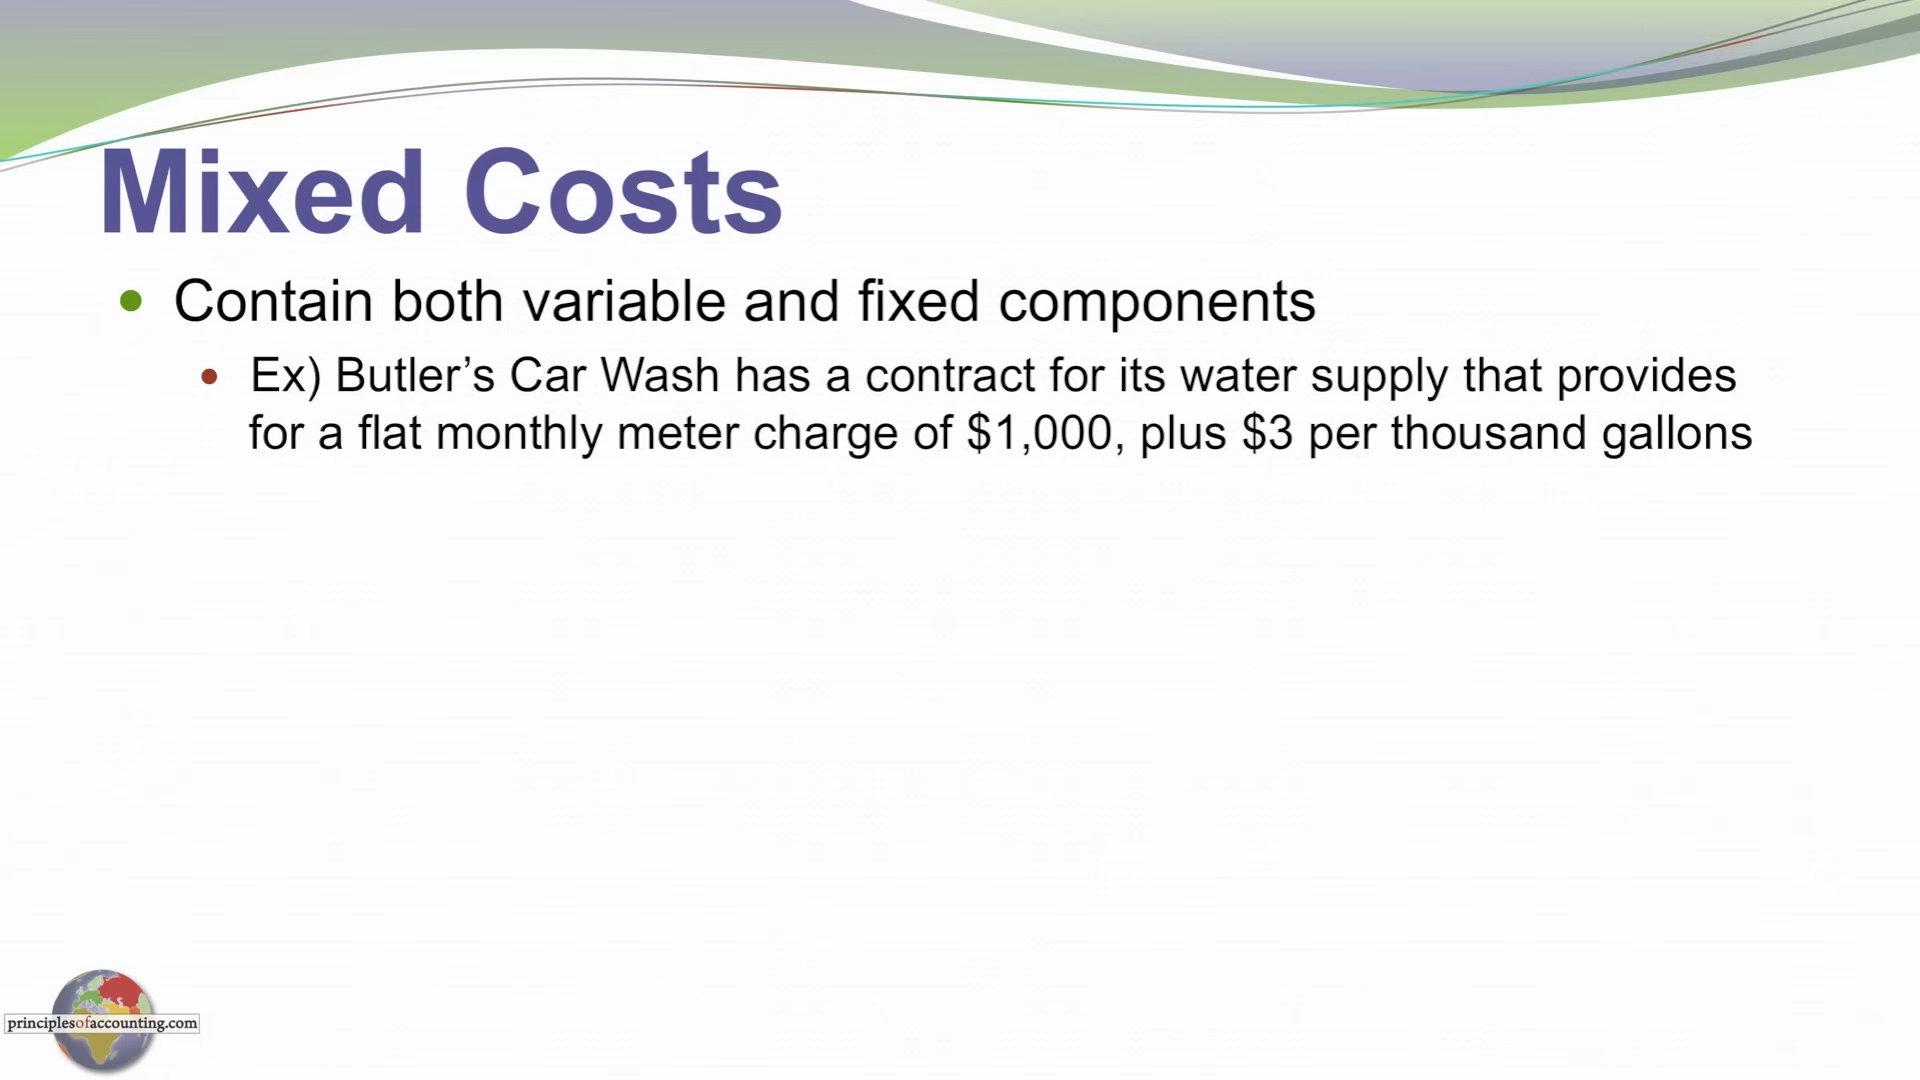 Mixed Costs
• Contain both variable and fixed components
• Ex) Butler’s Car Wash has a contract for its water supply that provides
for a flat monthly meter charge of $1,000, plus $3 per thousand gallons
principlesofaccounting.com